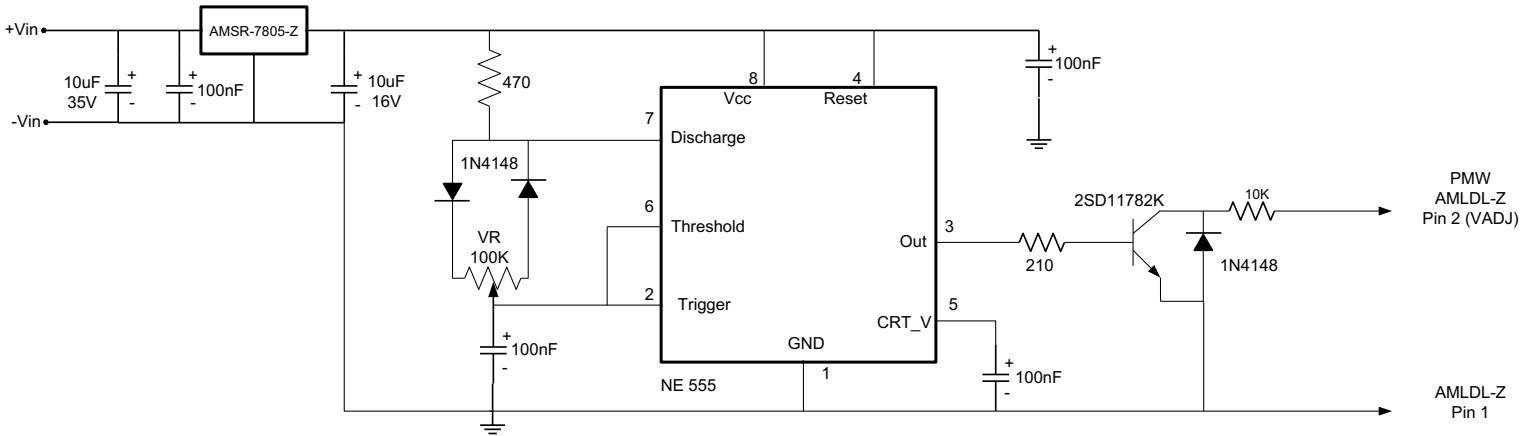 +Vin
AMSR-7805-Z
10uF
35V
+
-
+
100nF
-
+
10uF
-
16V
470
+
100nF
-
-Vin
8
4
Vcc
Reset
7
Discharge
1N4148
6
Threshold
VR
100K
2
Trigger
3
Out
210
2SD11782K
10K
1N4148
PMW
AMLDL-Z
Pin 2 (VADJ)
5
CRT_V
GND
1
+
100nF
-
NE 555
+
100nF
-
AMLDL-Z
Pin 1